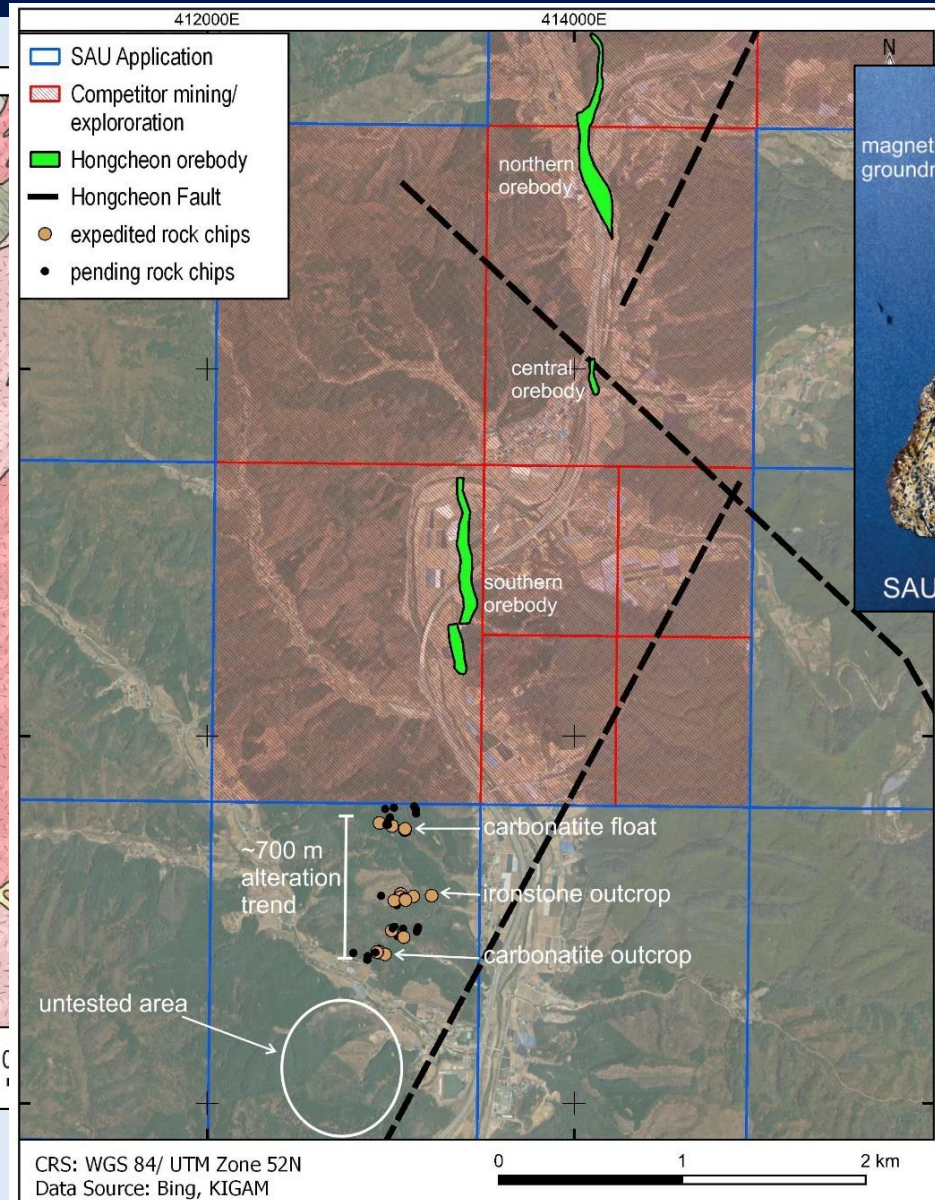 412000E
414000E
SAU Application
Competitor mining/
explororation
Hongcheon orebody
Hongcheon Fault
expedited rock chips
pending rock chips
N
northern
orebody
central
orebody
southern
orebody
SAU
carbonatite float
~700 m
alteration
trend
ironstone outcrop
carbonatite outcrop
untested area
CRS: WGS 84/ UTM Zone 52N
Data Source: Bing, KIGAM
0
1
2 km